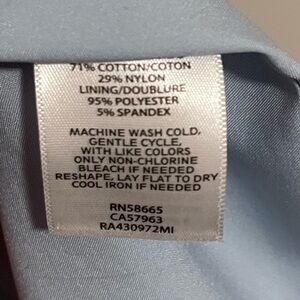 71% COTTON/COTON
29% NYLON
LINING/DOUBLURE
95% POLYESTER
5% SPANDEX
MACHINE WASH COLD,
GENTLE CYCLE,
WITH LIKE COLORS
ONLY NON-CHLORINE
BLEACH IF NEEDED
RESHAPE, LAY FLAT TO DRY
COOL IRON IF NEEDED
RN58665
CA57963
RA430972MI